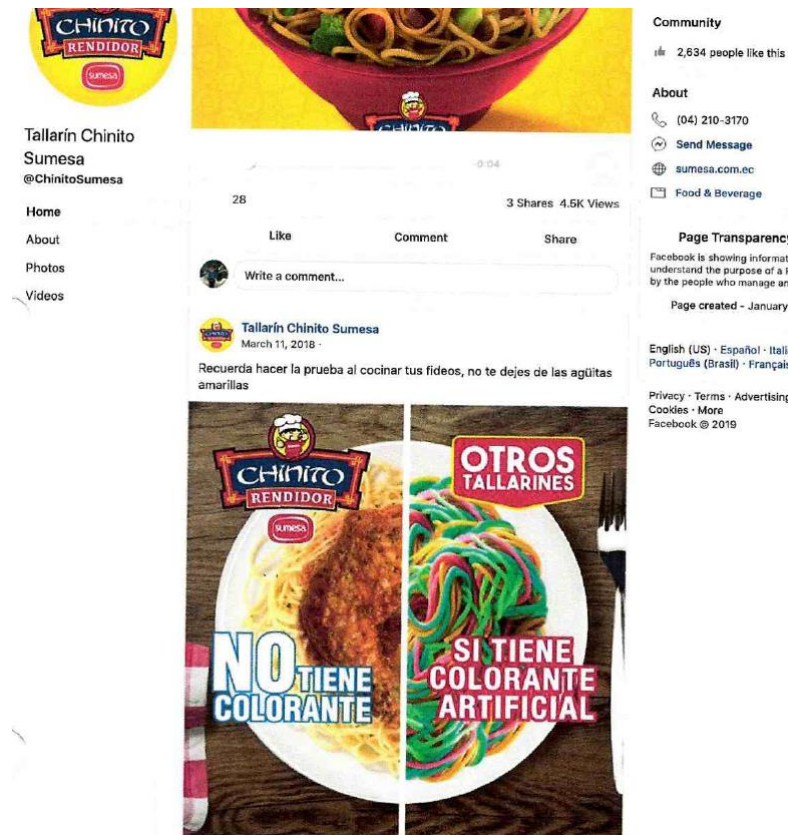 CHINITO
RENDIDOR
sumesa
Tallarín Chinito
Sumesa
@ChinitoSumesa
Home
About
Photos
Videos
CHINITO
-0:04
28
3 Shares 4.5K Views
Like Comment Share
Write a comment...
Tallarín Chinito Sumesa
March 11, 2018 ·
Recuerda hacer la prueba al cocinar tus fideos, no te dejes de las agüitas
amarillas
CHINITO
RENDIDOR
sumesa
NO TIENE
COLORANTE
OTROS
TALLARINES
SI TIENE
COLORANTE
ARTIFICIAL
Community
2,634 people like this
About
(04) 210-3170
Send Message
sumesa.com.ec
Food & Beverage
Page Transparency
Facebook is showing informat
understand the purpose of a P
by the people who manage an
Page created - January
English (US) · Español · Itali
Português (Brasil) · Français
Privacy · Terms · Advertising
Cookies · More
Facebook © 2019